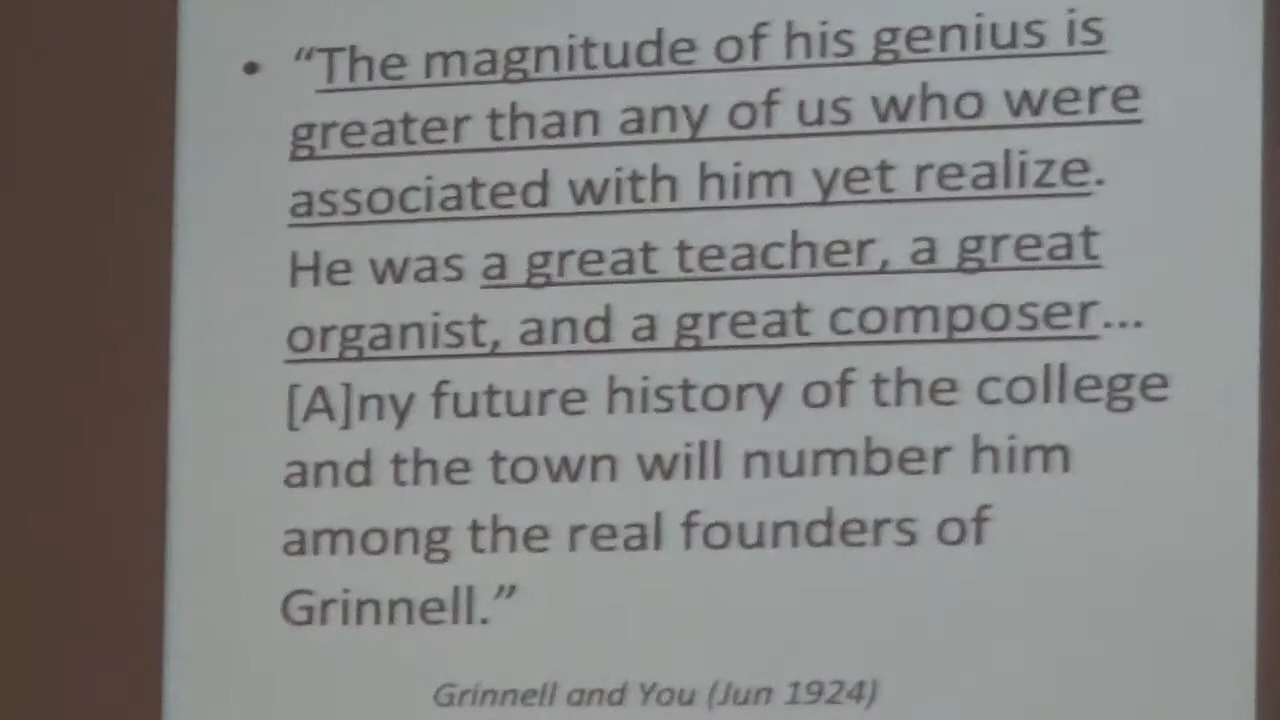 • “The magnitude of his genius is
greater than any of us who were
associated with him yet realize.
He was a great teacher, a great
organist, and a great composer...
[A]ny future history of the college
and the town will number him
among the real founders of
Grinnell.”
Grinnell and You (Jun 1924)